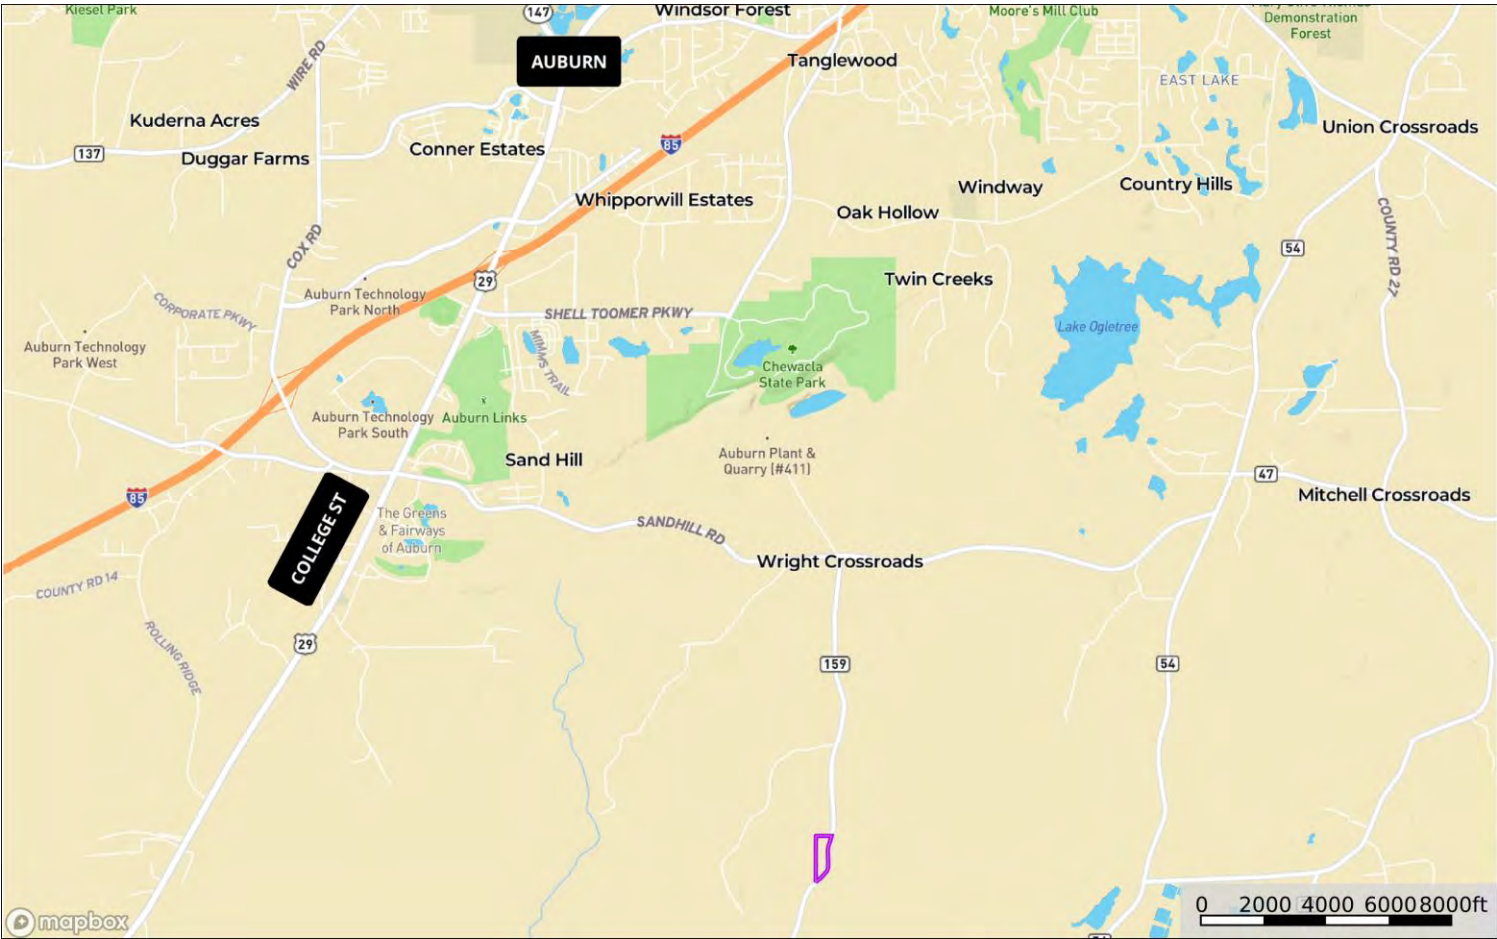 Kiesel Park
147
Windsor Forest
Moore's Mill Club
Demonstration
Forest
AUBURN
WIRE RD
Tanglewood
EAST LAKE
Kuderna Acres
Union Crossroads
137
Duggar Farms
Conner Estates
85
Whipporwill Estates
Windway
Country Hills
Oak Hollow
COX RD
54
COUNTY RD 27
29
Twin Creeks
Auburn Technology
Park North
CORPORATE PKWY
SHELL TOOMER PKWY
Lake Ogletree
Auburn Technology
Park West
MIMMS TRAIL
Chewacla
State Park
Auburn Technology
Park South
Auburn Links
Sand Hill
Auburn Plant &
Quarry (#411)
47
85
Mitchell Crossroads
COLLEGE ST
The Greens
& Fairways
of Auburn
SANDHILL RD
Wright Crossroads
COUNTY RD 14
ROLLING RIDGE
29
159
54
mapbox
0 2000 4000 6000 8000ft